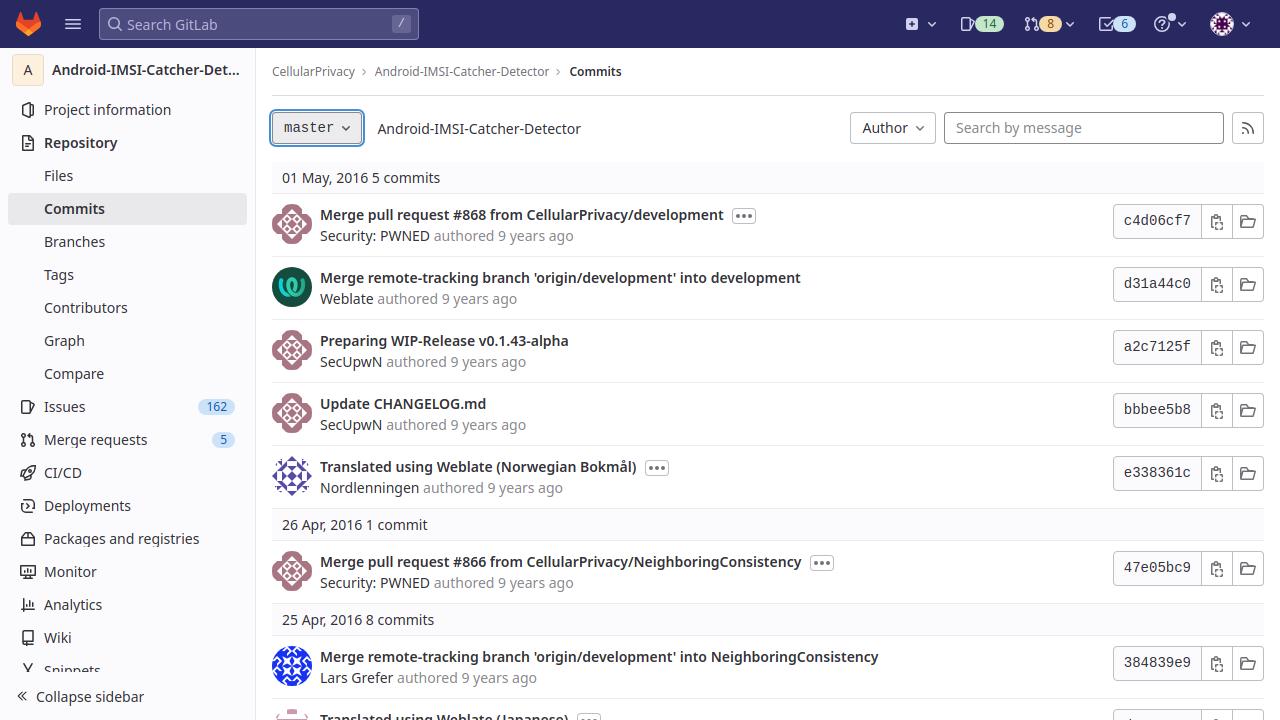 Search GitLab
/
14
8
6
A
Android-IMSI-Catcher-Det...
Project information
Repository
Files
Commits
Branches
Tags
Contributors
Graph
Compare
Issues
162
Merge requests
5
CI/CD
Deployments
Packages and registries
Monitor
Analytics
Wiki
Snippets
Collapse sidebar
CellularPrivacy
Android-IMSI-Catcher-Detector
Commits
master
Android-IMSI-Catcher-Detector
Author
Search by message
01 May, 2016 5 commits
Merge pull request #868 from CellularPrivacy/development
Security: PWNED authored 9 years ago
c4d06cf7
Merge remote-tracking branch 'origin/development' into development
Weblate authored 9 years ago
d31a44c0
Preparing WIP-Release v0.1.43-alpha
SecUpwN authored 9 years ago
a2c7125f
Update CHANGELOG.md
SecUpwN authored 9 years ago
bbbee5b8
Translated using Weblate (Norwegian Bokmål)
Nordlenningen authored 9 years ago
e338361c
26 Apr, 2016 1 commit
Merge pull request #866 from CellularPrivacy/NeighboringConsistency
Security: PWNED authored 9 years ago
47e05bc9
25 Apr, 2016 8 commits
Merge remote-tracking branch 'origin/development' into NeighboringConsistency
Lars Grefer authored 9 years ago
384839e9
Translated using Weblate (Japanese)